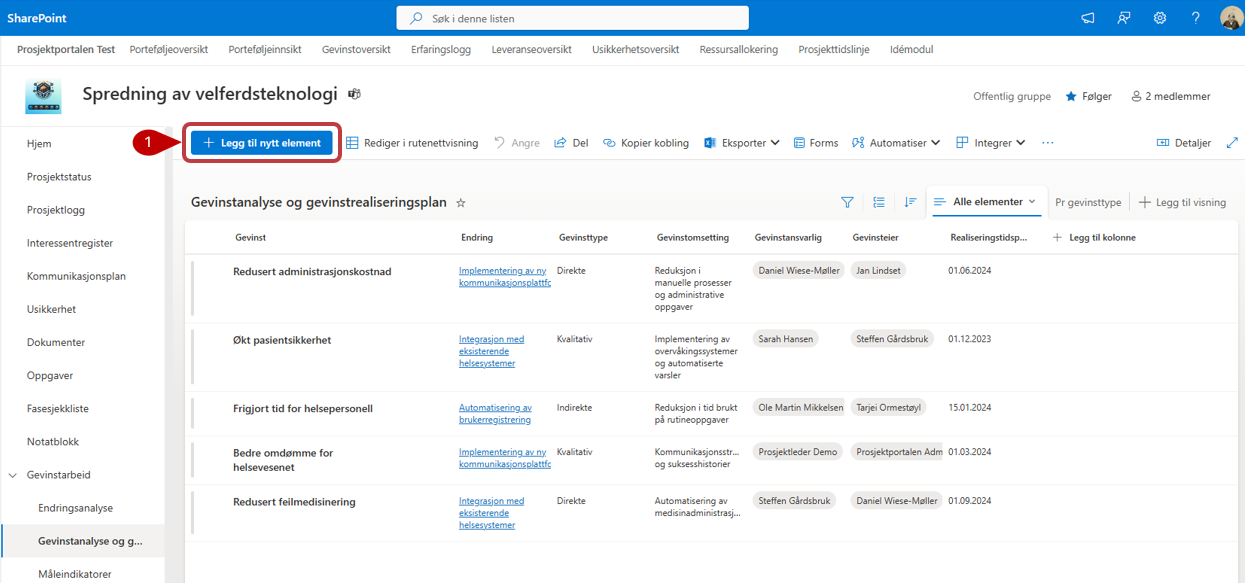 SharePoint
Søk i denne listen
Prosjektportalen Test Porteføljeoversikt Porteføljeinnsikt Gevinstoversikt Erfaringslogg Leveranseoversikt Usikkerhetsoversikt Ressursallokering Prosjekttidslinje Idémodul
Spredning av velferdsteknologi
Offentlig gruppe Følger 2 medlemmer
1
Legg til nytt element Rediger i rutenettvisning Angre Del Kopier kobling Eksporter Forms Automatiser Integrer Detaljer
Hjem
Prosjektstatus
Prosjektlogg
Interessentregister
Kommunikasjonsplan
Usikkerhet
Dokumenter
Oppgaver
Fasesjekkliste
Notatblokk
Gevinstarbeid
Endringsanalyse
Gevinstanalyse og g...
Måleindikatorer
Gevinstanalyse og gevinstrealiseringsplan
Alle elementer Pr gevinsttype Legg til visning
Gevinst Endring Gevinsttype Gevinstomsetting Gevinstansvarlig Gevinsteier Realiseringstidsp... Legg til kolonne
Redusert administrasjonskostnad
Implementering av ny
kommunikasjonsplattfo
Direkte
Reduksjon i
manuelle prosesser
og administrative
oppgaver
Daniel Wiese-Møller
Jan Lindset
01.06.2024
Økt pasientsikkerhet
Integrasjon med
eksisterende
helsesystemer
Kvalitativ
Implementering av
overvåkingssystemer
og automatiserte
varsler
Sarah Hansen
Steffen Gårdsbruk
01.12.2023
Frigjort tid for helsepersonell
Automatisering av
brukerregistrering
Indirekte
Reduksjon i tid brukt
på rutineoppgaver
Ole Martin Mikkelsen
Tarjei Ormestøyl
15.01.2024
Bedre omdømme for
helsevesenet
Implementering av ny
kommunikasjonsplattfo
Kvalitativ
Kommunikasjonsstr...
og suksesshistorier
Prosjektleder Demo
Prosjektportalen Adm
01.03.2024
Redusert feilmedisinering
Integrasjon med
eksisterende
helsesystemer
Direkte
Automatisering av
medisinadministrasj...
Steffen Gårdsbruk
Daniel Wiese-Møller
01.09.2024